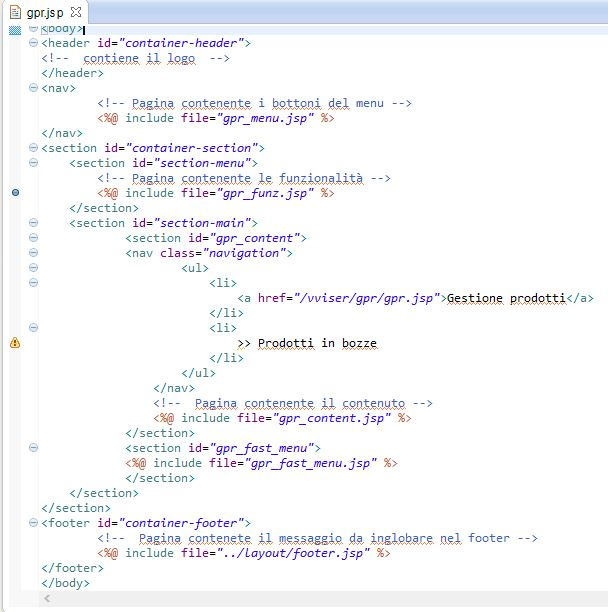 gpr.jsp
<body>
<header id="container-header">
<!--  contiene il logo  -->
</header>
<nav>
<!-- Pagina contenente i bottoni del menu -->
<%@ include file="gpr_menu.jsp" %>
</nav>
<section id="container-section">
<section id="section-menu">
<!-- Pagina contenente le funzionalità -->
<%@ include file="gpr_funz.jsp" %>
</section>
<section id="section-main">
<section id="gpr_content">
<nav class="navigation">
<ul>
<li>
<a href="/vviser/gpr/gpr.jsp">Gestione prodotti</a>
</li>
<li>
>> Prodotti in bozze
</li>
</ul>
</nav>
<!--  Pagina contenente il contenuto -->
<%@ include file="gpr_content.jsp" %>
</section>
<section id="gpr_fast_menu">
<%@ include file="gpr_fast_menu.jsp" %>
</section>
</section>
</section>
<footer id="container-footer">
<!--  Pagina contenete il messaggio da inglobare nel footer -->
<%@ include file="../layout/footer.jsp" %>
</footer>
</body>